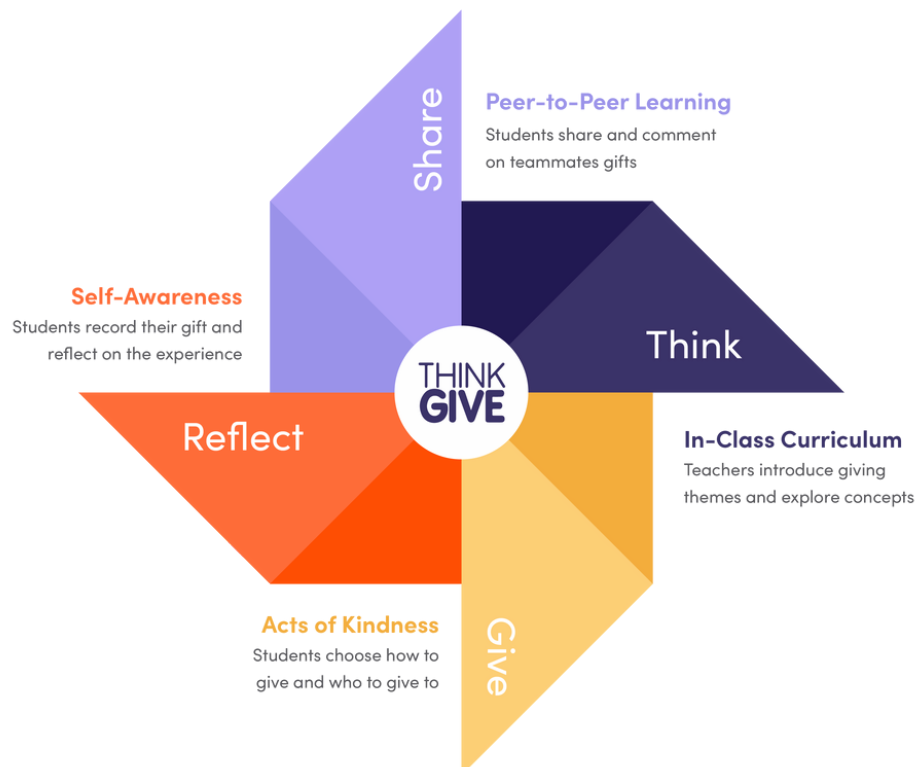 Share
Peer-to-Peer Learning
Students share and comment
on teammates gifts
Think
In-Class Curriculum
Teachers introduce giving
themes and explore concepts
Give
Acts of Kindness
Students choose how to
give and who to give to
Reflect
Self-Awareness
Students record their gift and
reflect on the experience
THINK
GIVE